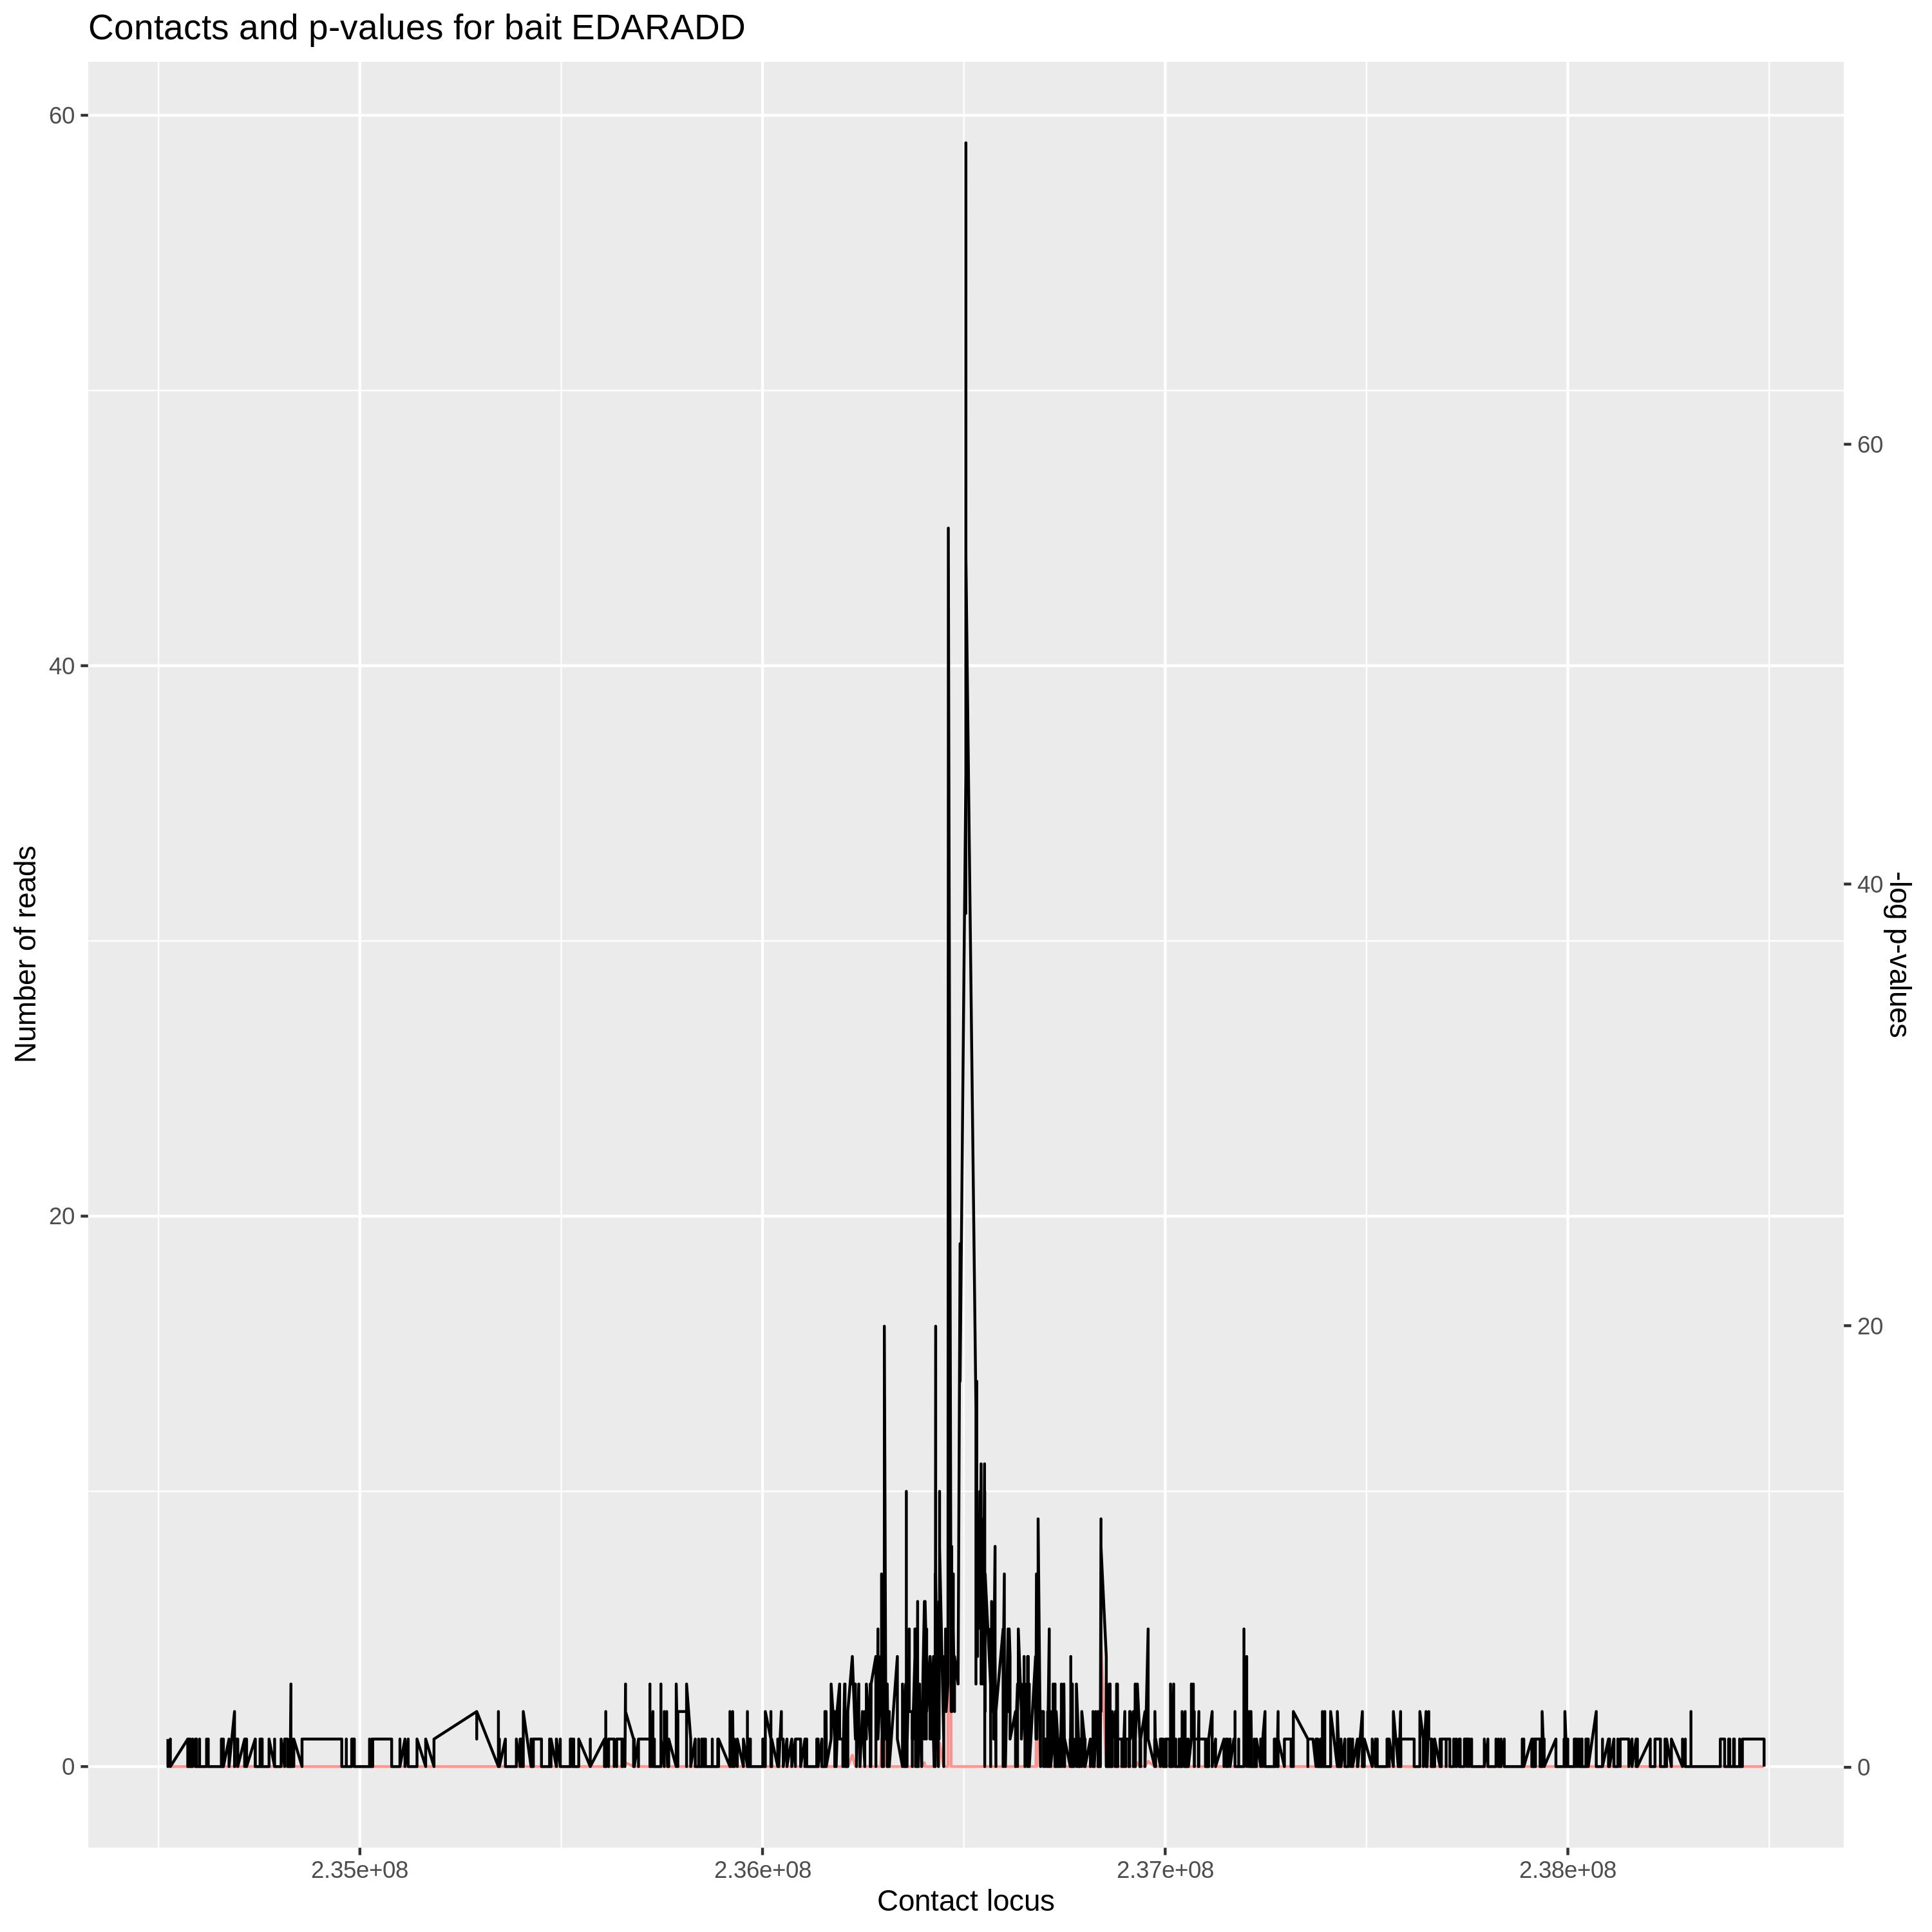 Contacts and p-values for bait EDARADD
60
40
20
0
Number of reads
60
40
20
0
-log p-values
2.35e+08
2.36e+08
2.37e+08
2.38e+08
Contact locus